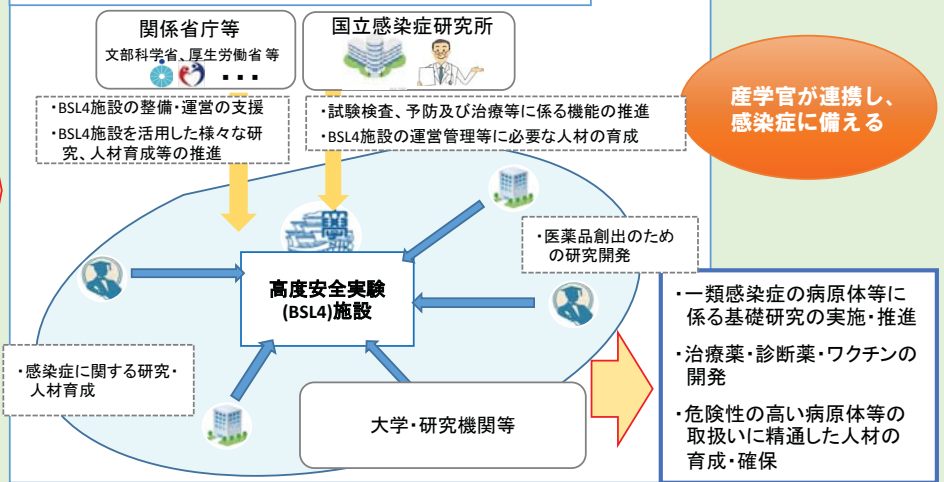 関係省庁等
文部科学省、厚生労働省 等
・・・
国立感染症研究所
・BSL4施設の整備・運営の支援
・BSL4施設を活用した様々な研
究、人材育成等の推進
・試験検査、予防及び治療等に係る機能の推進
・BSL4施設の運営管理等に必要な人材の育成
産学官が連携し、
感染症に備える
・医薬品創出のため
の研究開発
高度安全実験
(BSL4)施設
・感染症に関する研究・
人材育成
大学・研究機関等
・一類感染症の病原体等に
係る基礎研究の実施・推進
・治療薬・診断薬・ワクチンの
開発
・危険性の高い病原体等の
取扱いに精通した人材の
育成・確保